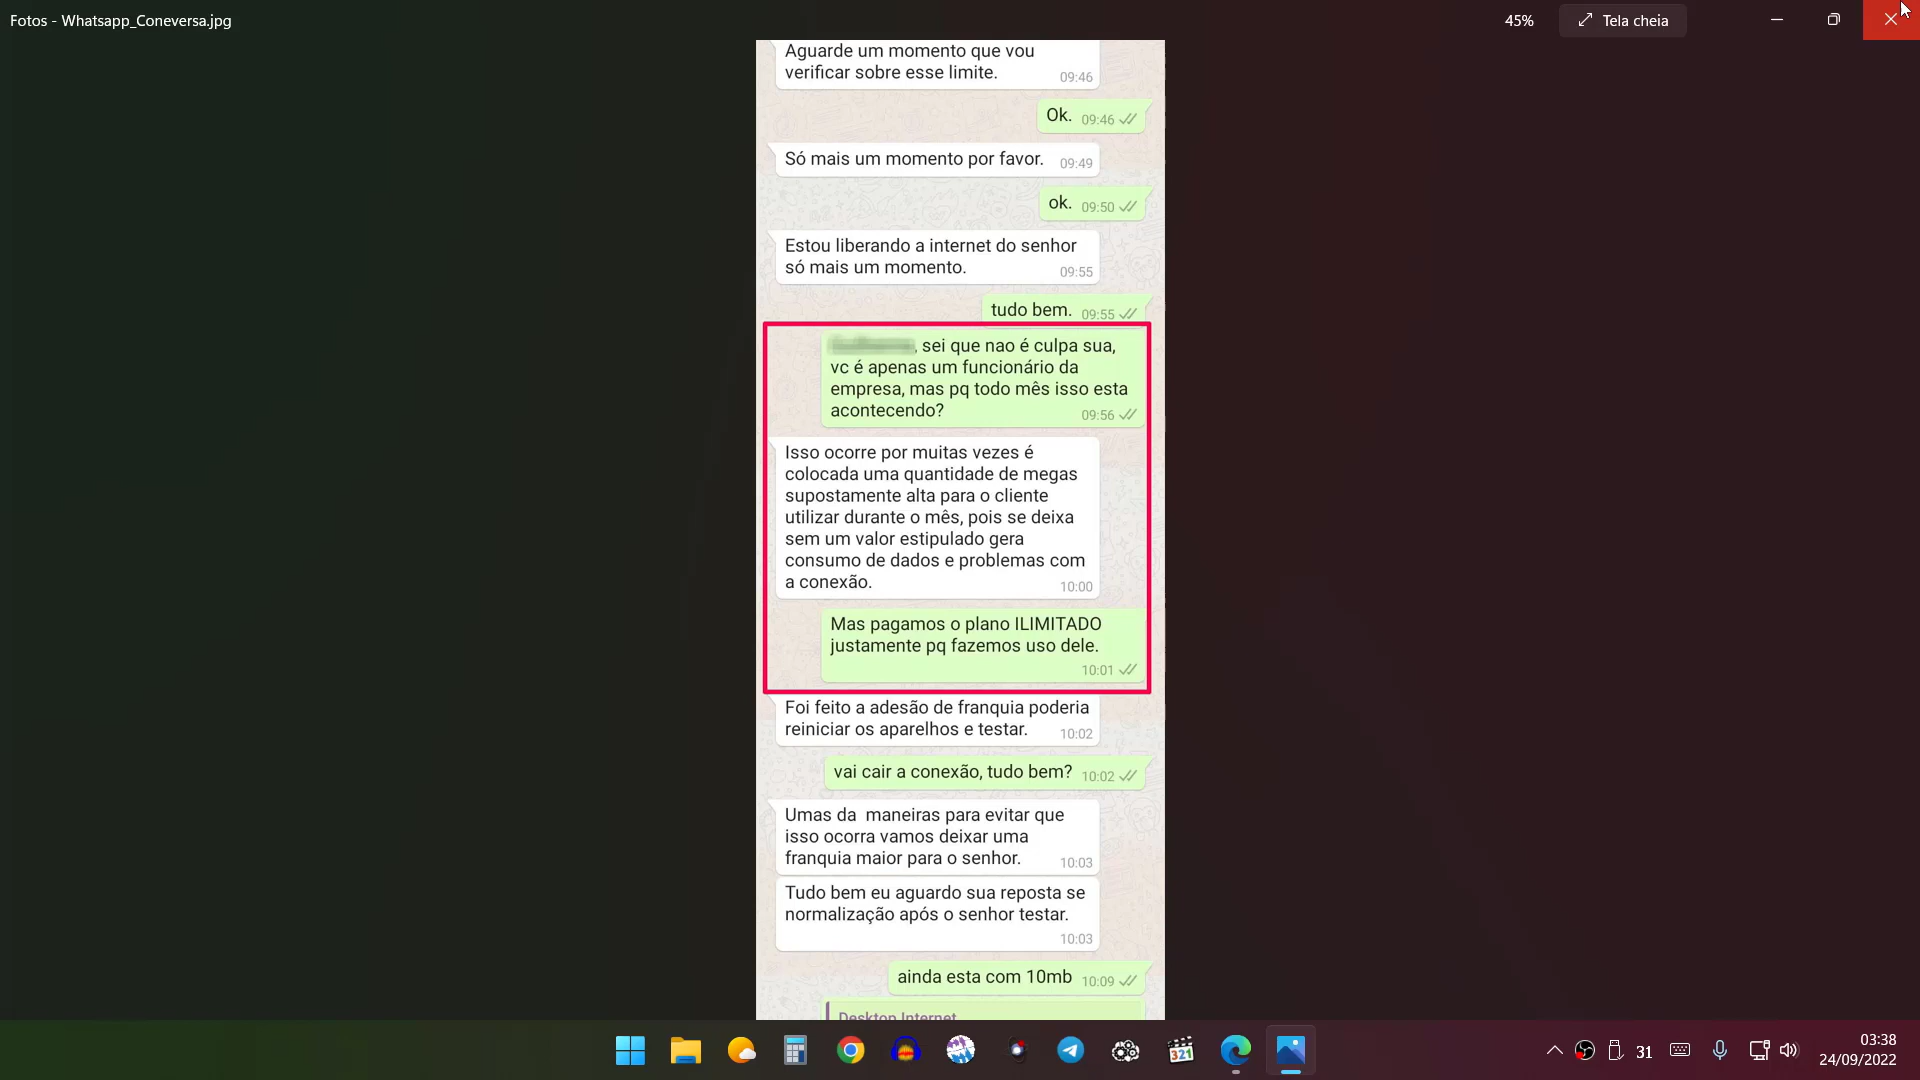 Fotos - Whatsapp_Coneversa.jpg
45%
Tela cheia
Aguarde um momento que vou
verificar sobre esse limite.
09:46
Ok. 09:46
Só mais um momento por favor. 09:49
ok. 09:50
Estou liberando a internet do senhor
só mais um momento.
09:55
tudo bem. 09:55
, sei que nao é culpa sua,
vc é apenas um funcionário da
empresa, mas pq todo mês isso esta
acontecendo?
09:56
Isso ocorre por muitas vezes é
colocada uma quantidade de megas
supostamente alta para o cliente
utilizar durante o mês, pois se deixa
sem um valor estipulado gera
consumo de dados e problemas com
a conexão.
10:00
Mas pagamos o plano ILIMITADO
justamente pq fazemos uso dele.
10:01
Foi feito a adesão de franquia poderia
reiniciar os aparelhos e testar.
10:02
vai cair a conexão, tudo bem? 10:02
Umas da  maneiras para evitar que
isso ocorra vamos deixar uma
franquia maior para o senhor.
10:03
Tudo bem eu aguardo sua reposta se
normalização após o senhor testar.
10:03
ainda esta com 10mb 10:09
Desktop Internet
321
31
03:38
24/09/2022